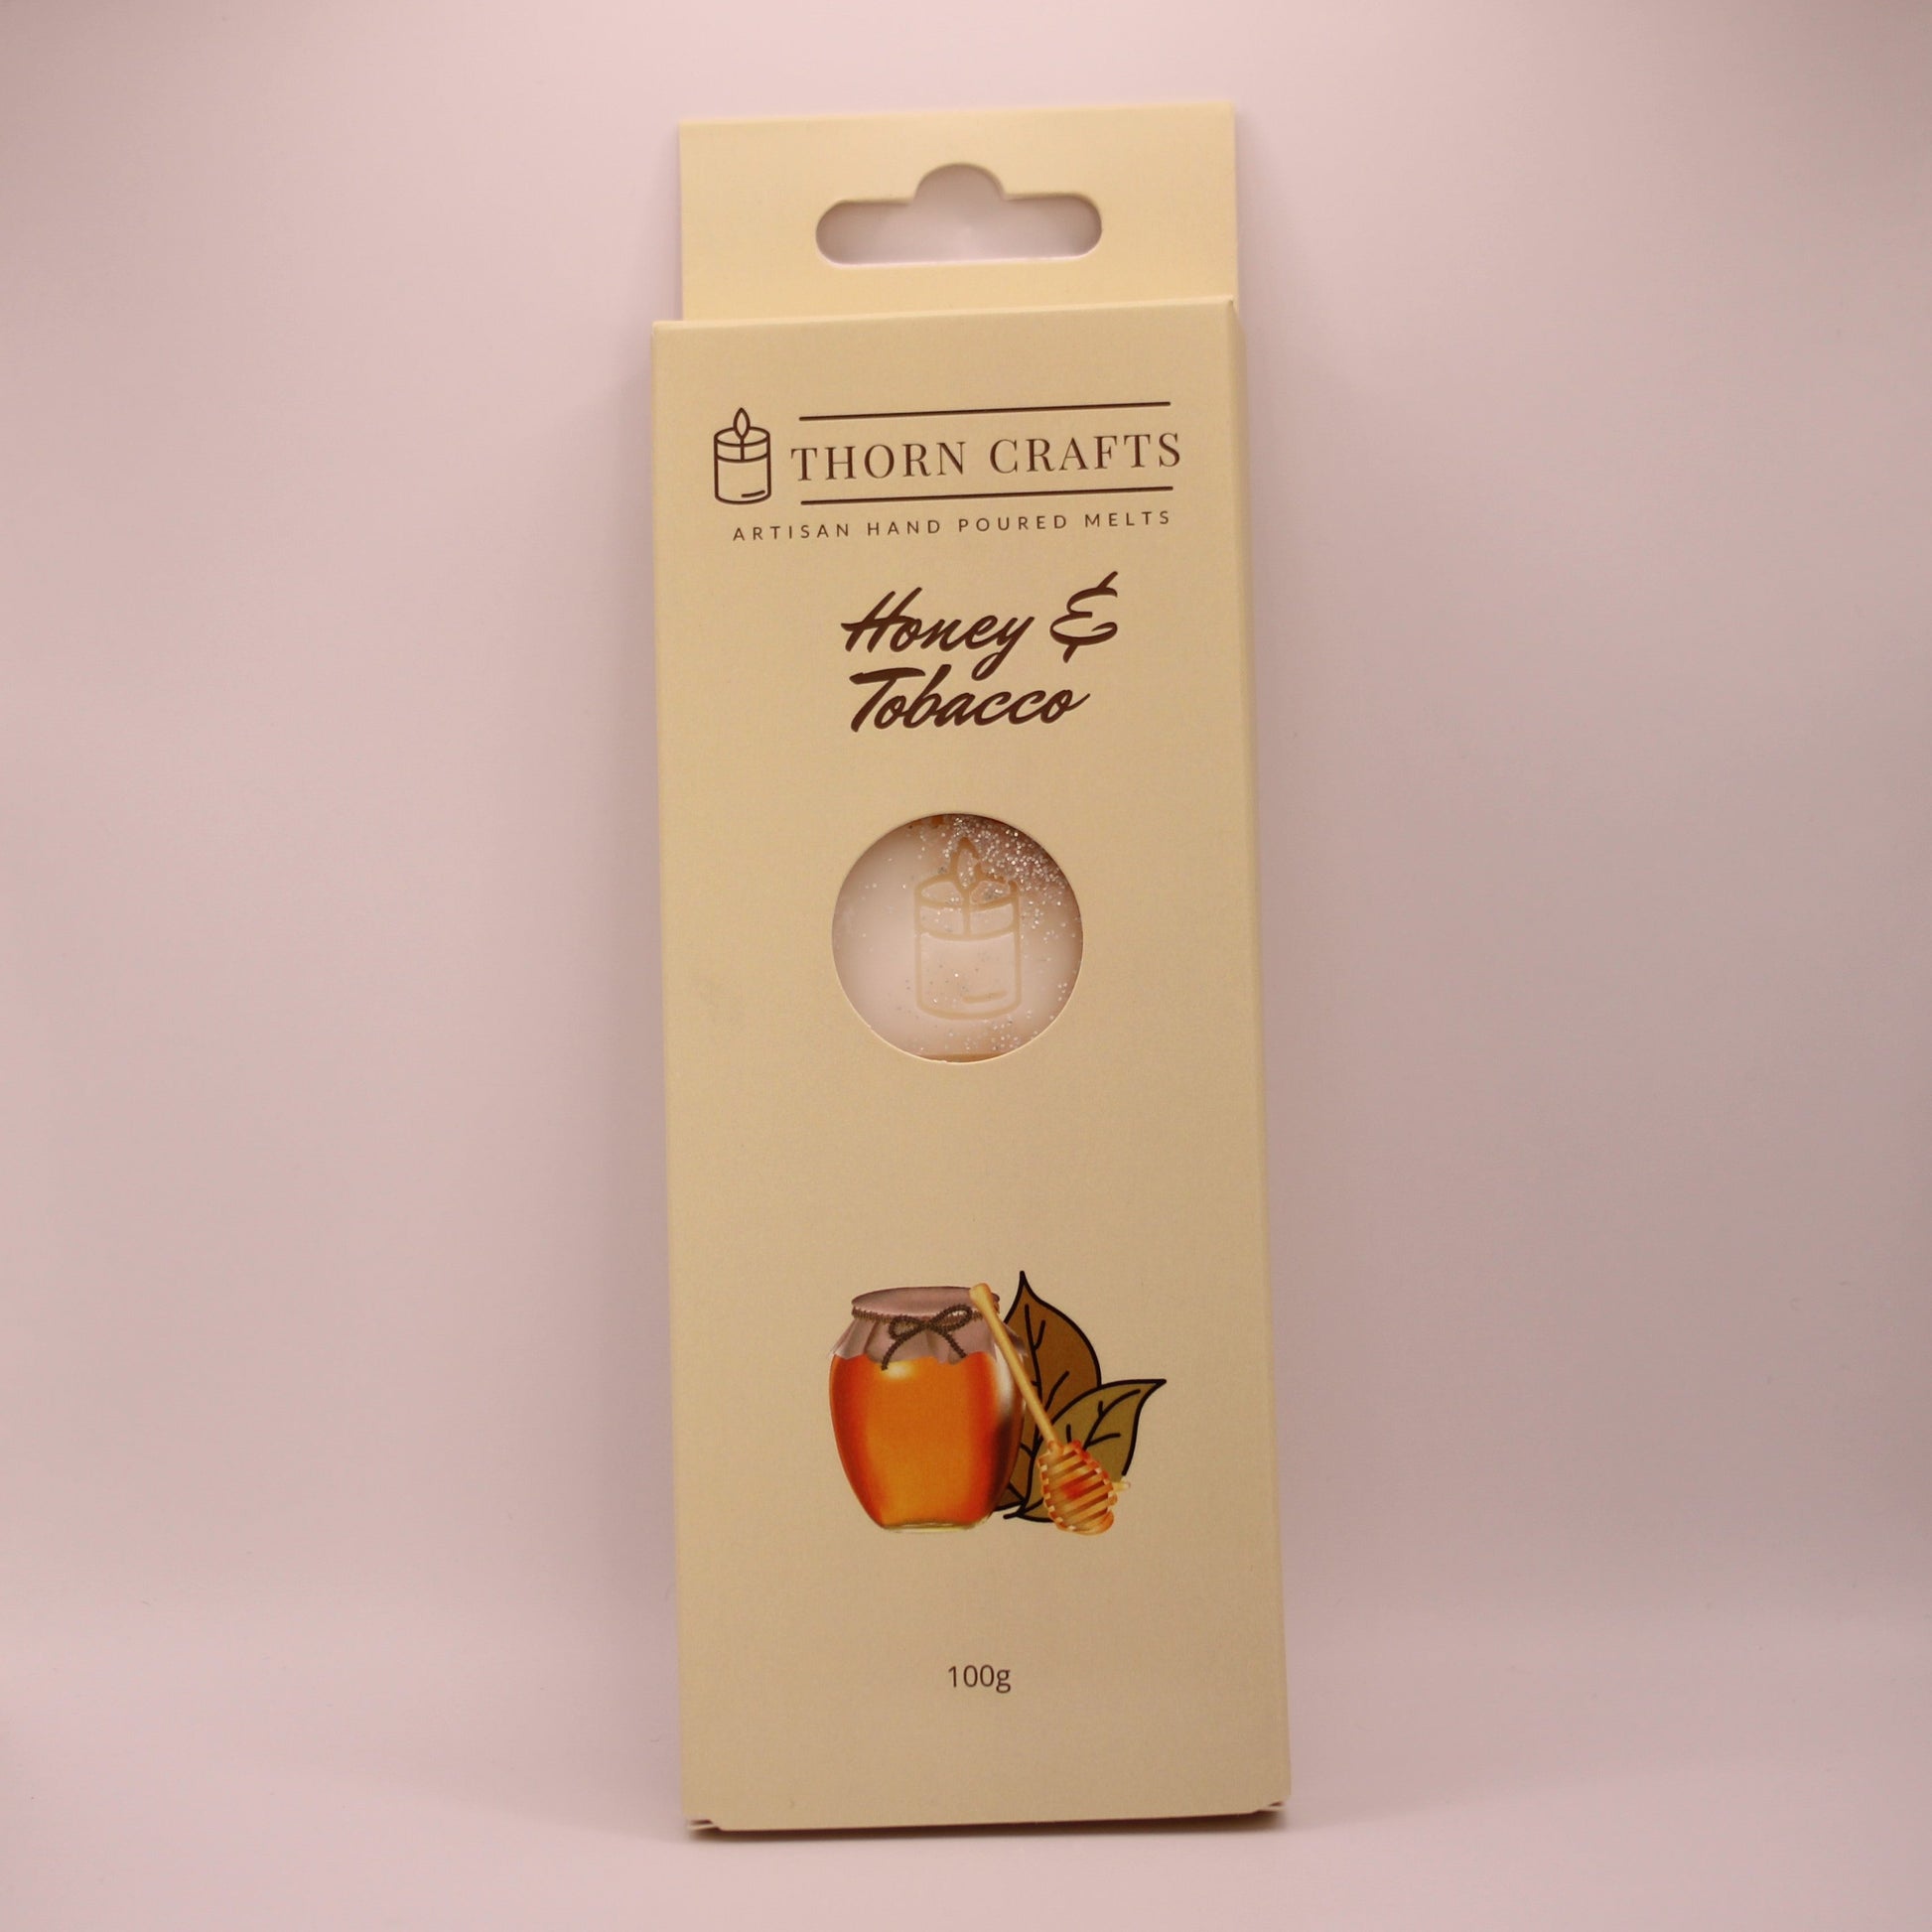 THORN CRAFTS
ARTISAN HAND POURED MELTS
Honey &
Tobacco
100g